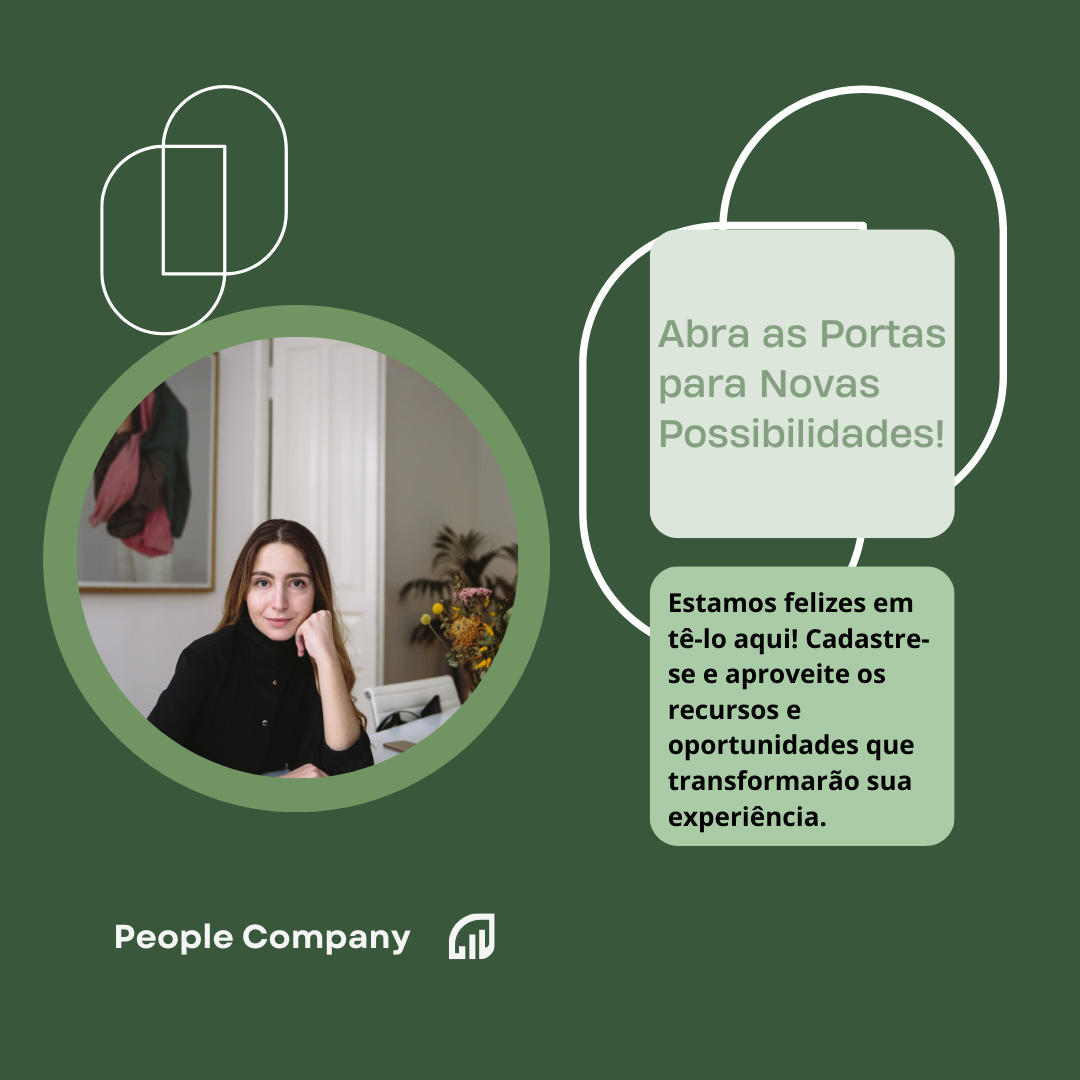 Abra as Portas
para Novas
Possibilidades!
Estamos felizes em
tê-lo aqui! Cadastre-
se e aproveite os
recursos e
oportunidades que
transformarão sua
experiência.
People Company